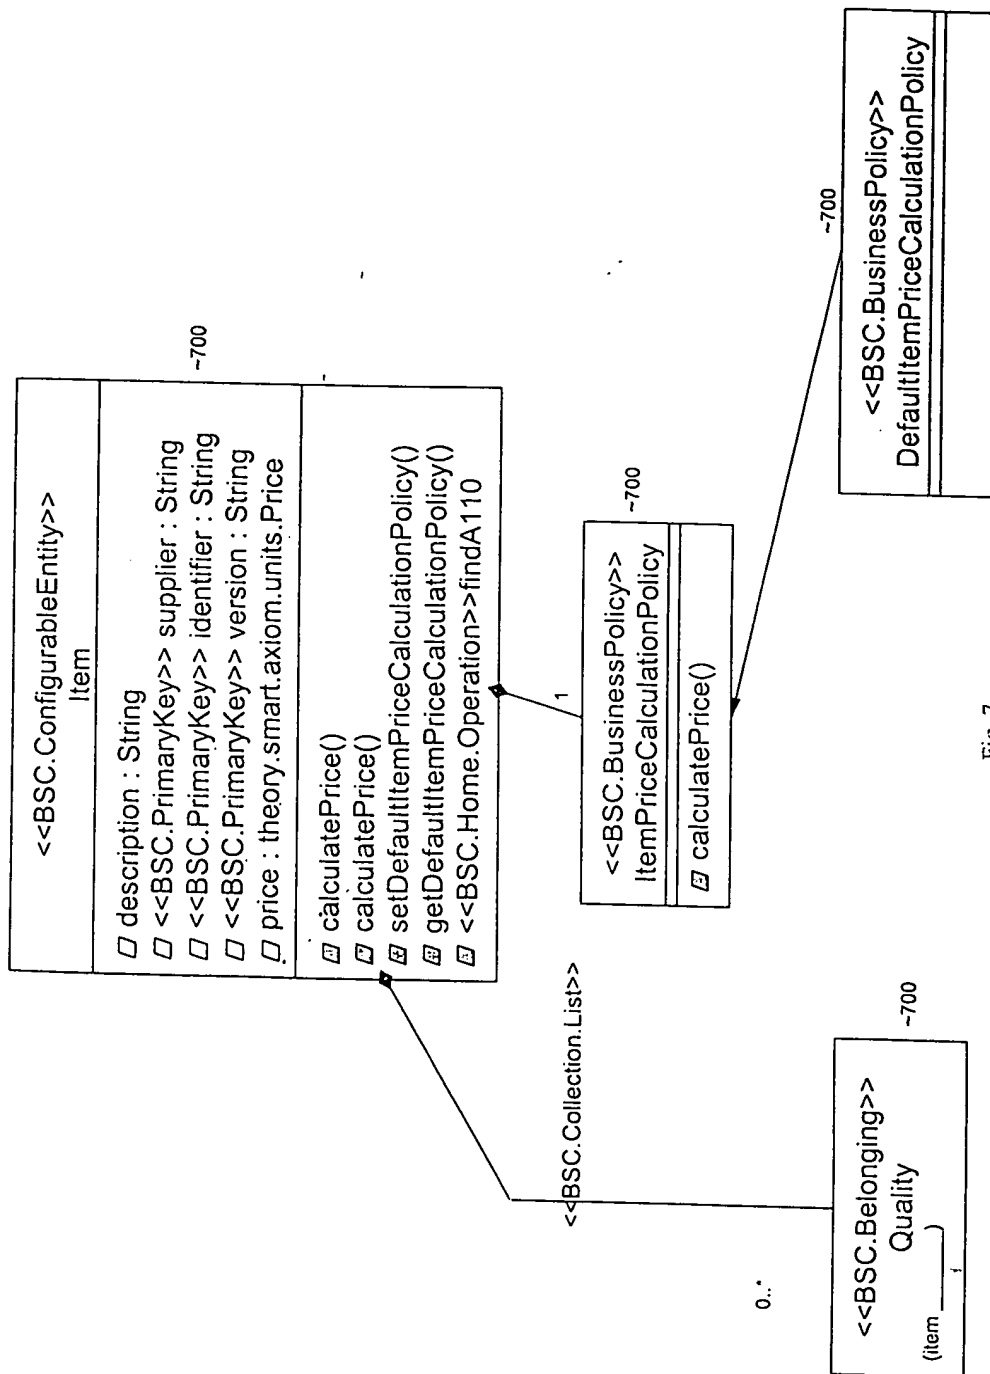 <<BSC.ConfigurableEntity>>
Item
description : String
<<BSC.PrimaryKey>> supplier : String
<<BSC.PrimaryKey>> identifier : String
<<BSC.PrimaryKey>> version : String
price : theory.smart.axiom.units.Price
calculatePrice()
calculatePrice()
setDefaultItemPriceCalculationPolicy()
getDefaultItemPriceCalculationPolicy()
<<BSC.Home.Operation>>findA110
~700
<<BSC.Collection.List>>
0..*
1
<<BSC.Belonging>>
Quality
(item )
~700
<<BSC.BusinessPolicy>>
ItemPriceCalculationPolicy
calculatePrice()
~700
<<BSC.BusinessPolicy>>
DefaultItemPriceCalculationPolicy
~700